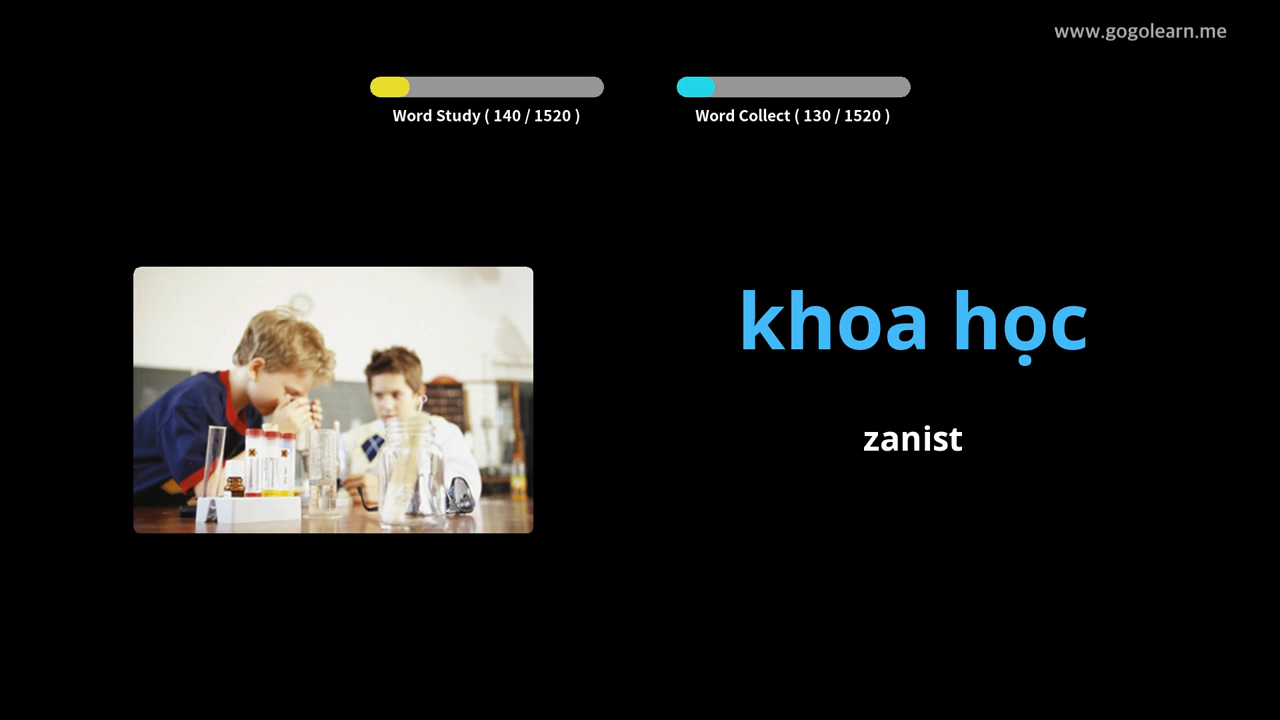 www.gogolearn.me
Word Study ( 140 / 1520 )
Word Collect ( 130 / 1520 )
khoa học
zanist